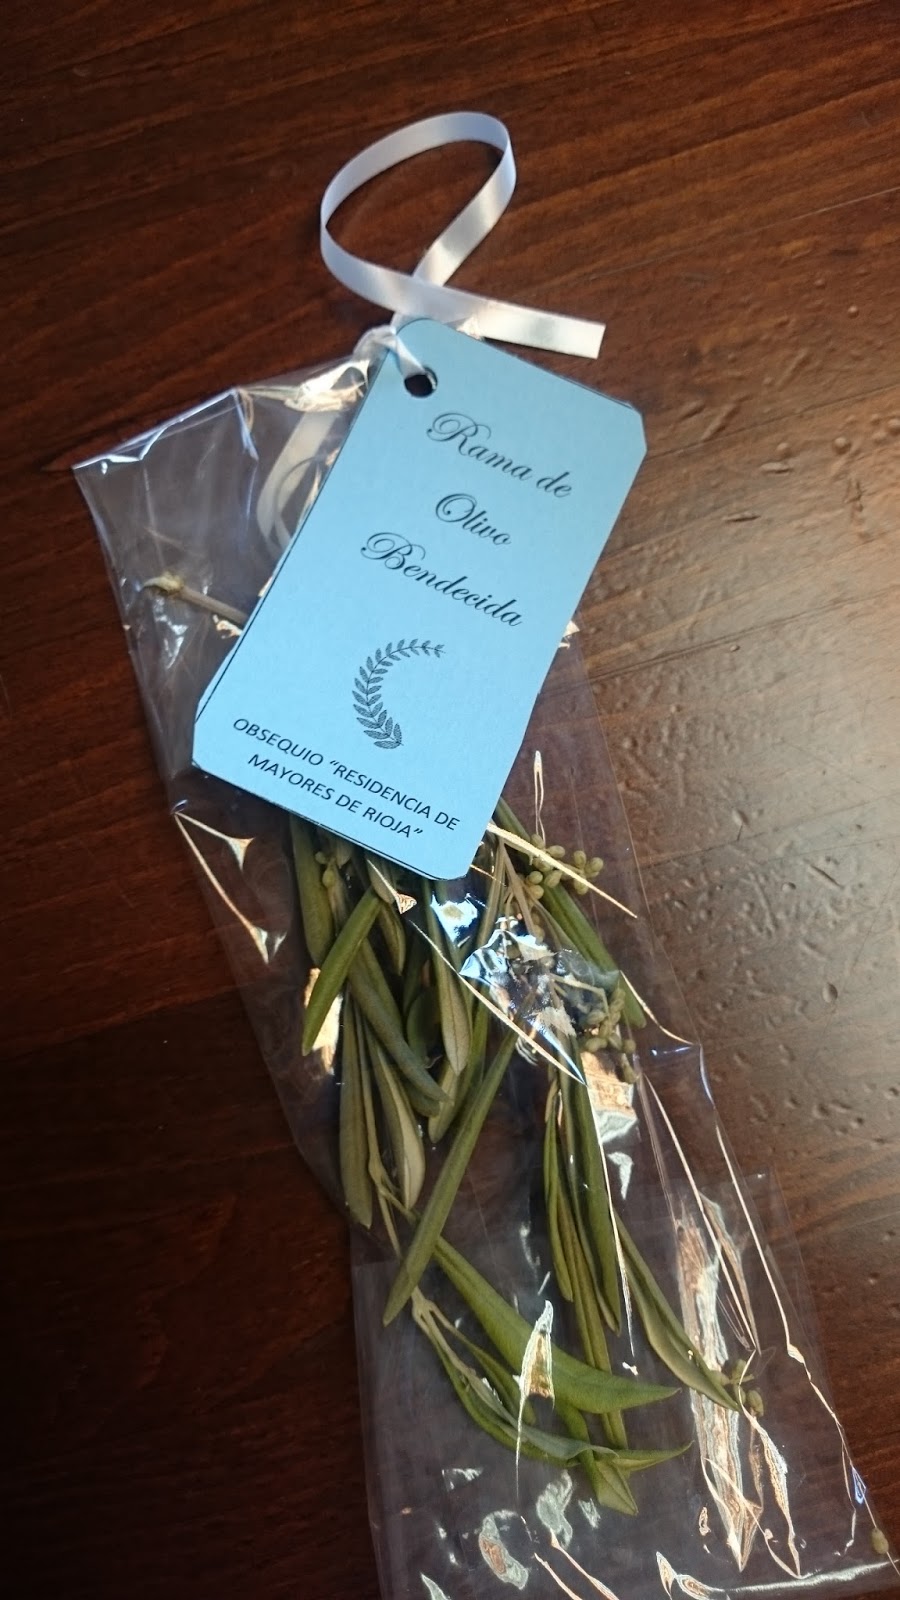 Rama de
Olivo
Bendecida
OBSEQUIO “RESIDENCIA DE
MAYORES DE RIOJA”